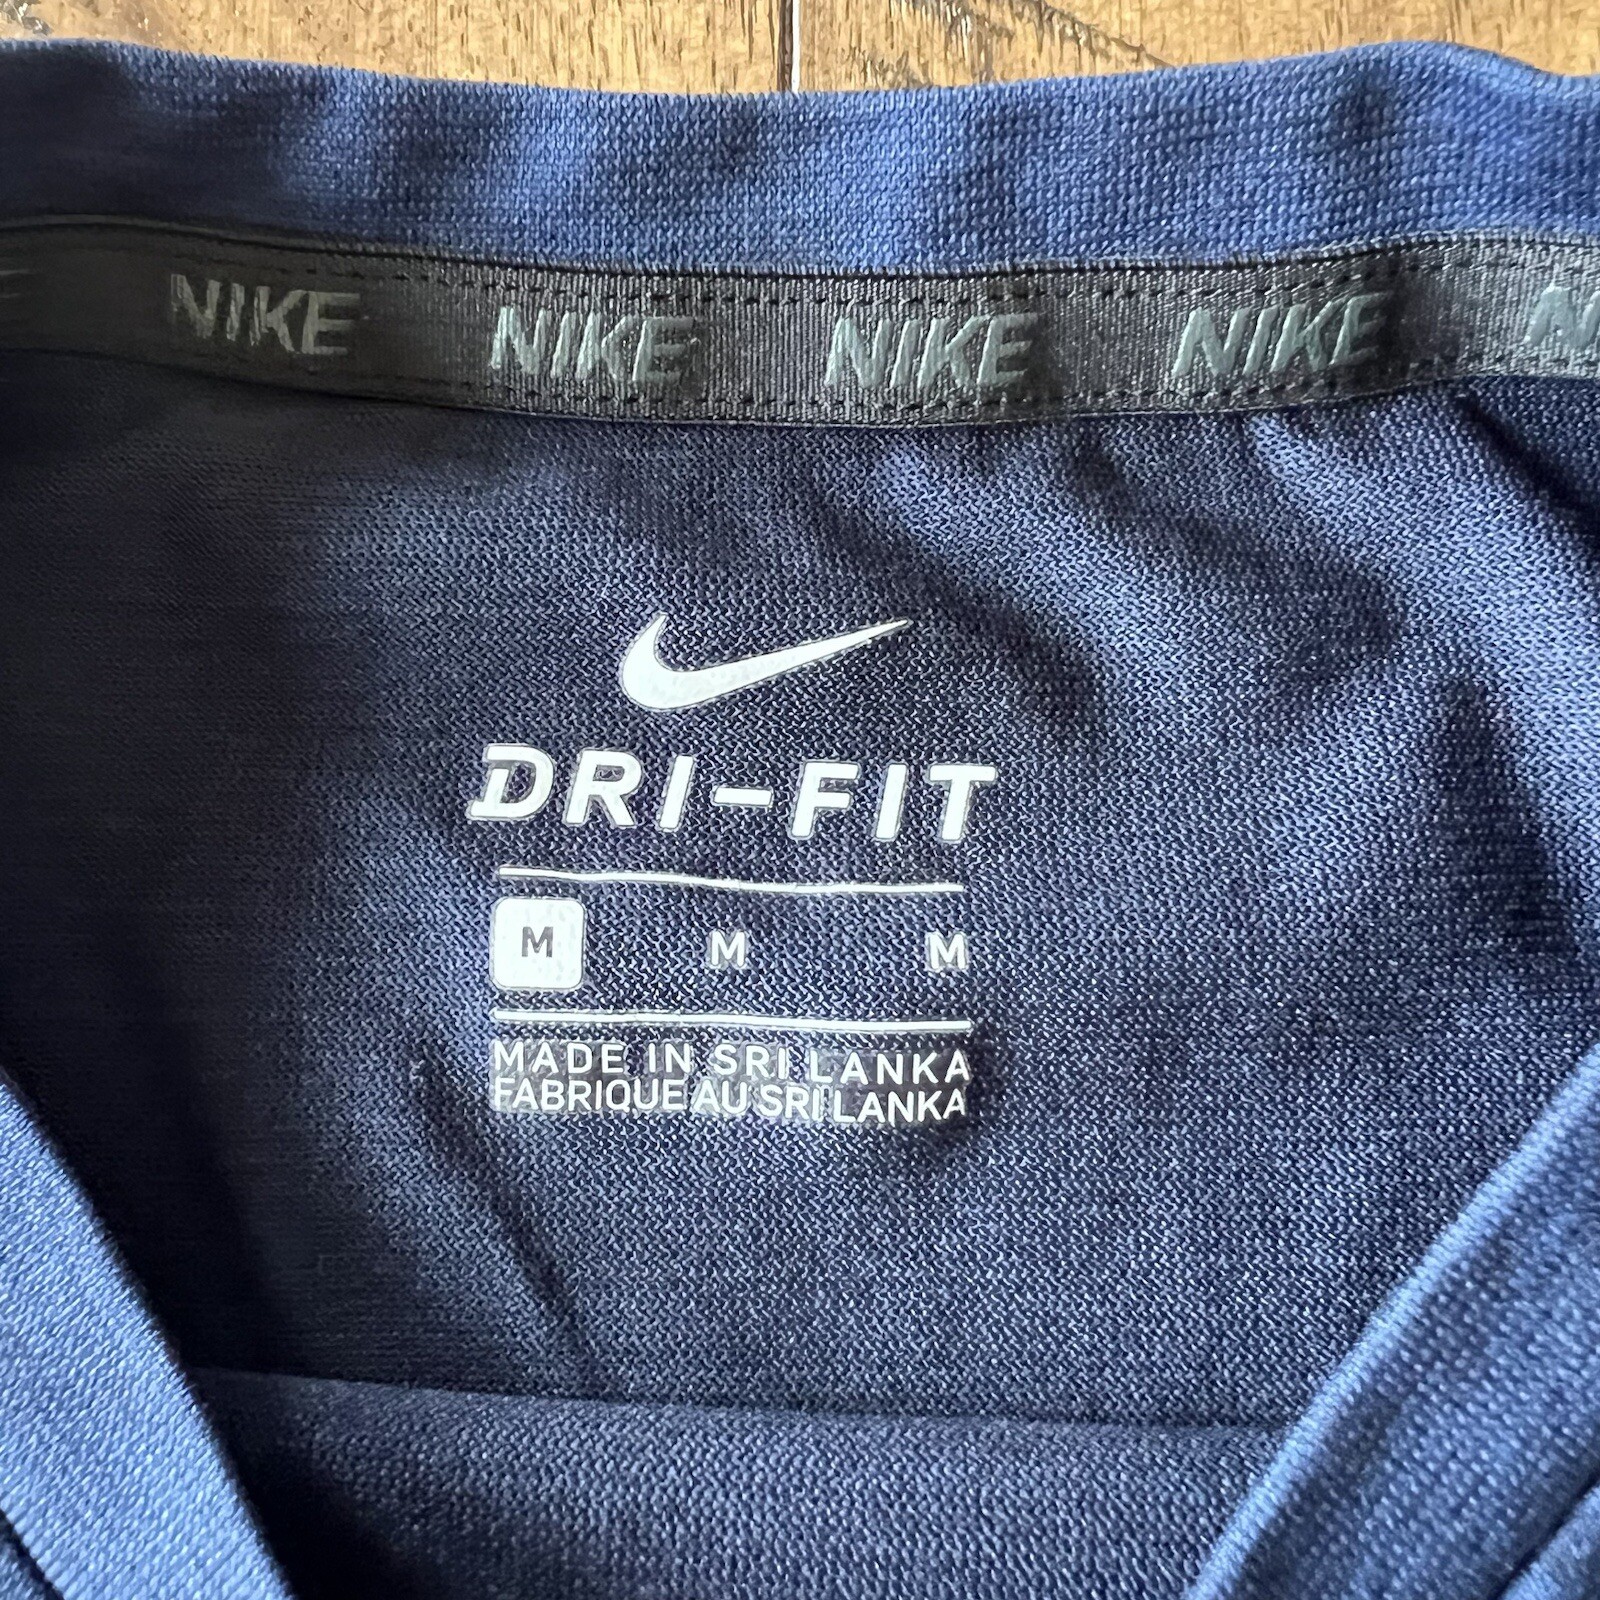 NIKE NIKE NIKE NIKE N
DRI-FIT
M M M
MADE IN SRI LANKA
FABRIQUE AU SRI LANKA